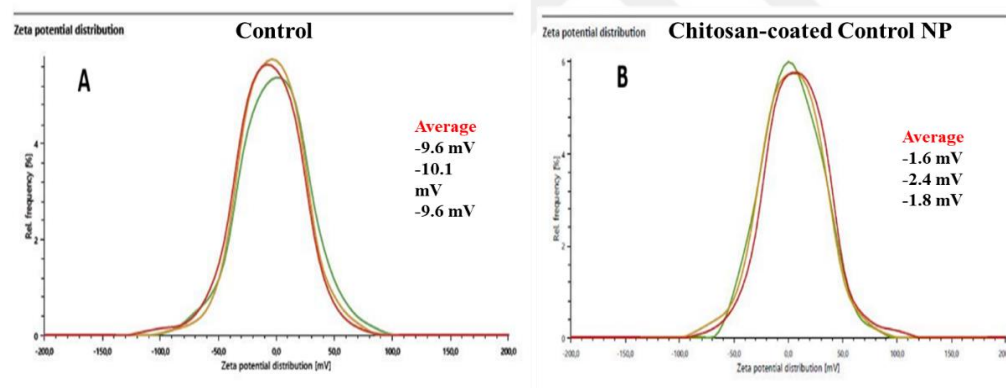 Zeta potential distribution
Control
A
Average
-9.6 mV
-10.1
mV
-9.6 mV
Rel. frequency [%]
4
2
0
-200,0 -150,0 -100,0 -50,0 0,0 50,0 100,0 150,0 200,0
Zeta potential distribution [mV]
Zeta potential distribution
Chitosan-coated Control NP
B
Average
-1.6 mV
-2.4 mV
-1.8 mV
Rel. frequency [%]
6
4
2
0
-200,0 -150,0 -100,0 -50,0 0,0 50,0 100,0 150,0 200
Zeta potential distribution [mV]